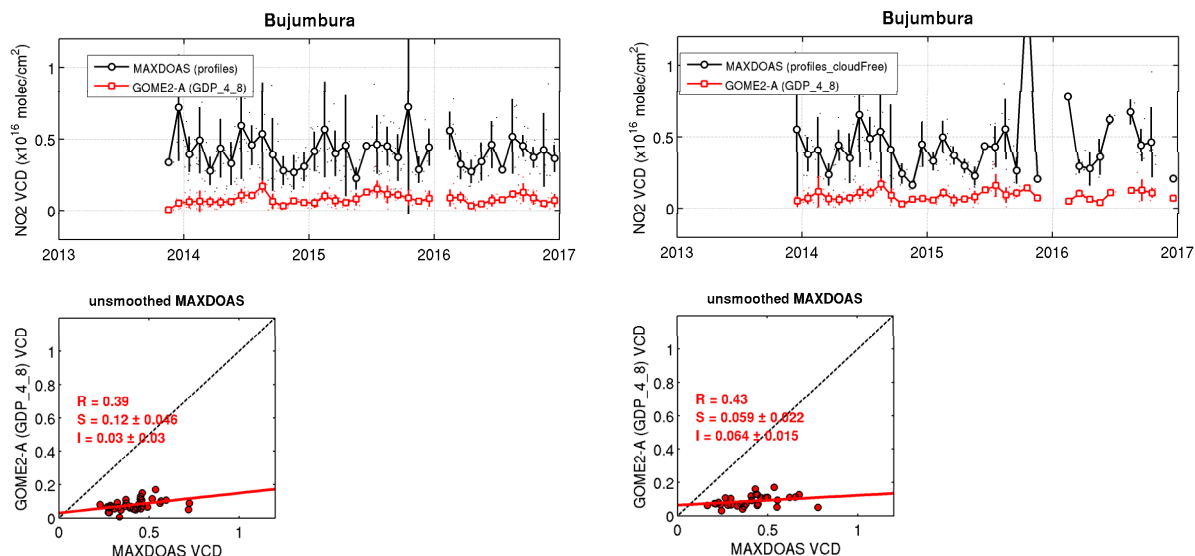 Bujumbura
NO2 VCD (x10^16 molec/cm^2)
1
0.5
0
MAXDOAS (profiles)
GOME2-A (GDP_4_8)
2013 2014 2015 2016 2017
Bujumbura
NO2 VCD (x10^16 molec/cm^2)
1
0.5
0
MAXDOAS (profiles_cloudFree)
GOME2-A (GDP_4_8)
2013 2014 2015 2016 2017
unsmoothed MAXDOAS
GOME2-A (GDP_4_8) VCD
1
0.8
0.6
0.4
0.2
0
R = 0.39
S = 0.12 ± 0.046
I = 0.03 ± 0.03
0 0.5 1
MAXDOAS VCD
unsmoothed MAXDOAS
GOME2-A (GDP_4_8) VCD
1
0.8
0.6
0.4
0.2
0
R = 0.43
S = 0.059 ± 0.022
I = 0.064 ± 0.015
0 0.5 1
MAXDOAS VCD